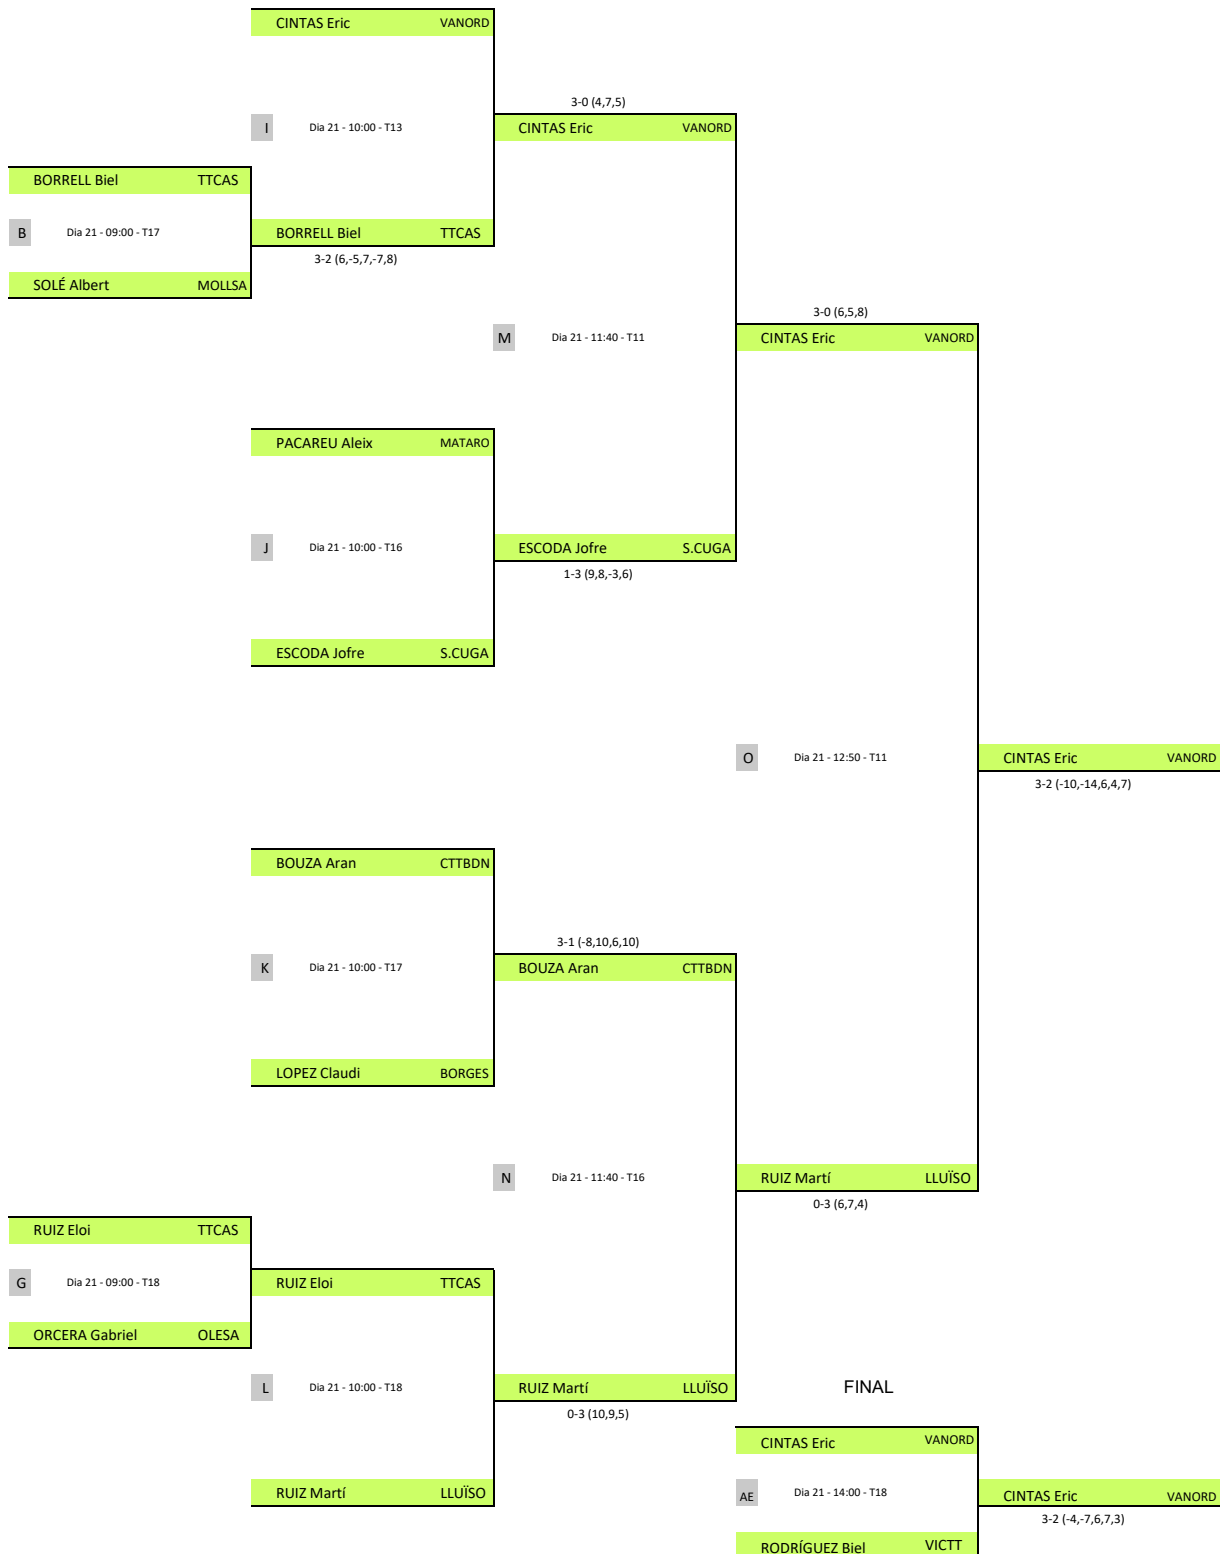 CINTAS Eric VANORD
3-0 (4,7,5)
I Dia 21 - 10:00 - T13 CINTAS Eric VANORD
BORRELL Biel TTCAS
B Dia 21 - 09:00 - T17 BORRELL Biel TTCAS
3-2 (6,-5,7,-7,8)
SOLÉ Albert MOLLSA
3-0 (6,5,8)
M Dia 21 - 11:40 - T11 CINTAS Eric VANORD
PACAREU Aleix MATARO
J Dia 21 - 10:00 - T16 ESCODA Jofre S.CUGA
1-3 (9,8,-3,6)
ESCODA Jofre S.CUGA
O Dia 21 - 12:50 - T11 CINTAS Eric VANORD
3-2 (-10,-14,6,4,7)
BOUZA Aran CTTBDN
3-1 (-8,10,6,10)
K Dia 21 - 10:00 - T17 BOUZA Aran CTTBDN
LOPEZ Claudi BORGES
N Dia 21 - 11:40 - T16 RUIZ Martí LLUÏSO
0-3 (6,7,4)
RUIZ Eloi TTCAS
G Dia 21 - 09:00 - T18 RUIZ Eloi TTCAS
ORCERA Gabriel OLESA
L Dia 21 - 10:00 - T18 RUIZ Martí LLUÏSO FINAL
0-3 (10,9,5)
CINTAS Eric VANORD
RUIZ Martí LLUÏSO AE Dia 21 - 14:00 - T18 CINTAS Eric VANORD
3-2 (-4,-7,6,7,3)
RODRÍGUEZ Biel VICTT